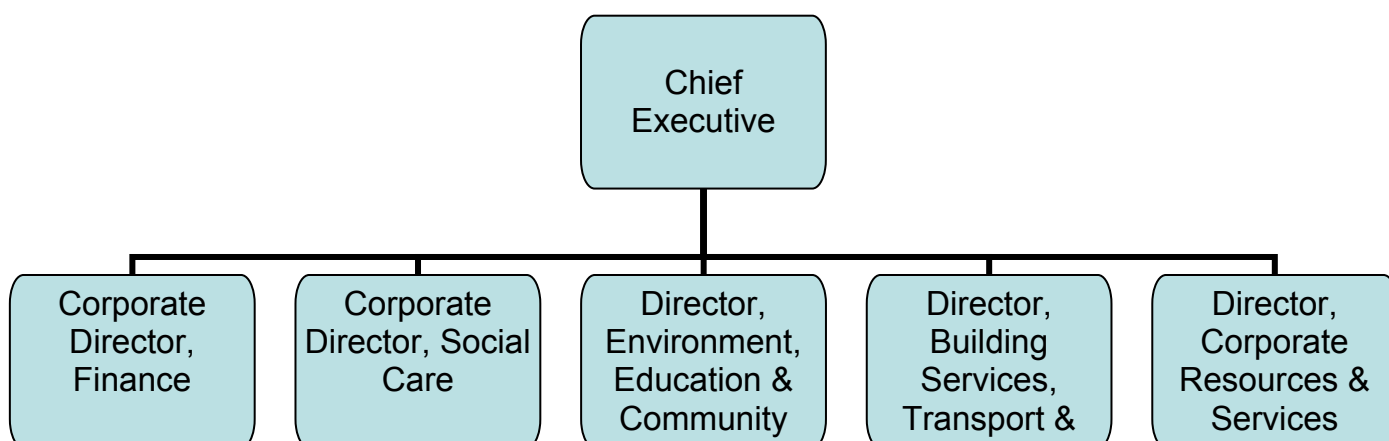 Chief
Executive
Corporate
Director,
Finance
Corporate
Director, Social
Care
Director,
Environment,
Education &
Community
Director,
Building
Services,
Transport &
Director,
Corporate
Resources &
Services